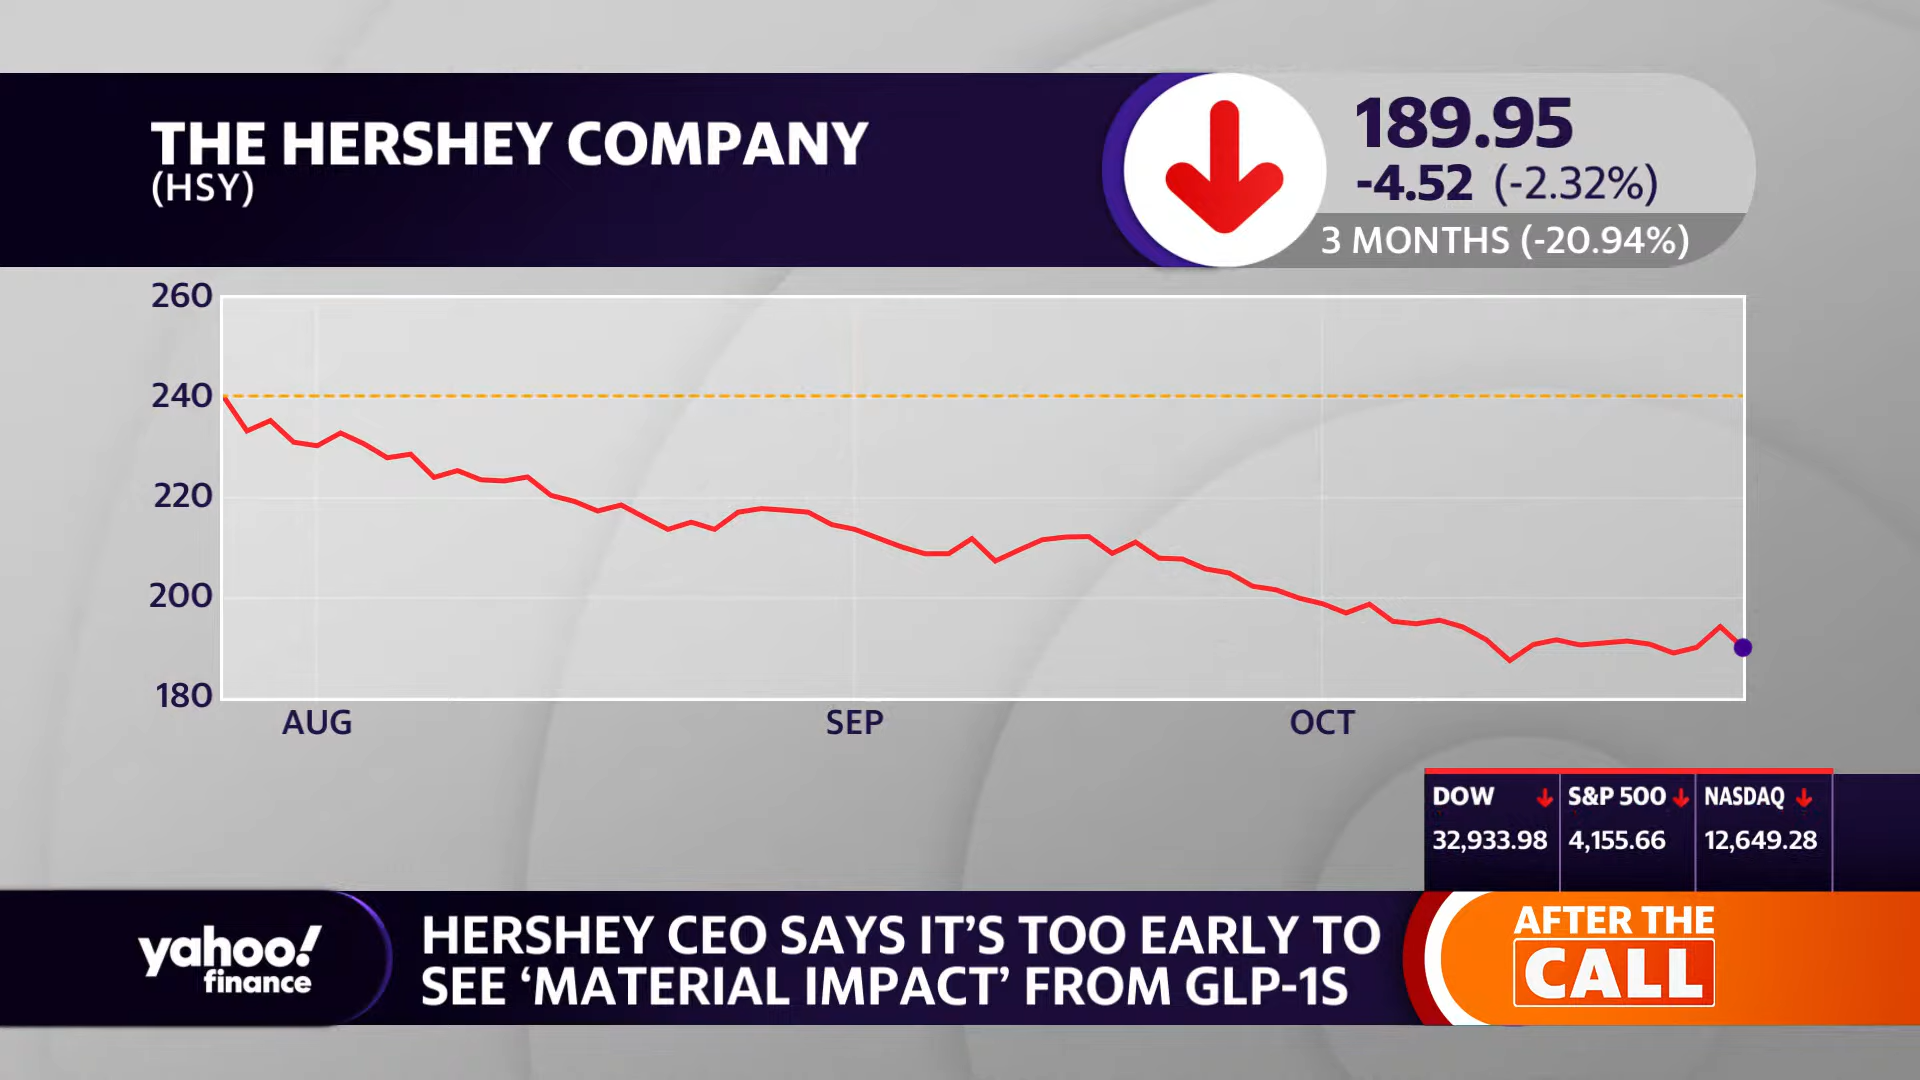 THE HERSHEY COMPANY
(HSY)
189.95
-4.52 (-2.32%)
3 MONTHS (-20.94%)
260
240
220
200
180
AUG SEP OCT
DOW S&P 500 NASDAQ
32,933.98 4,155.66 12,649.28
yahoo!
finance
HERSHEY CEO SAYS IT'S TOO EARLY TO
SEE ‘MATERIAL IMPACT’ FROM GLP-1S
AFTER THE
CALL